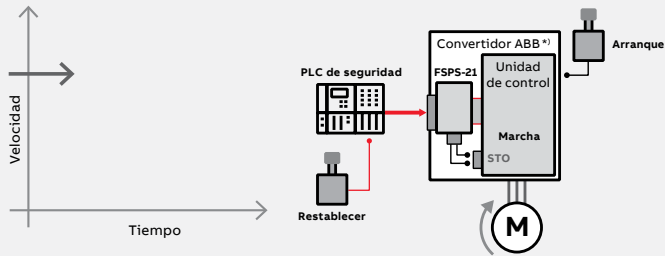 Velocidad
Tiempo
PLC de seguridad
Restablecer
Convertidor ABB *)
FSPS-21
Unidad
de control
Marcha
STO
Arranque
M